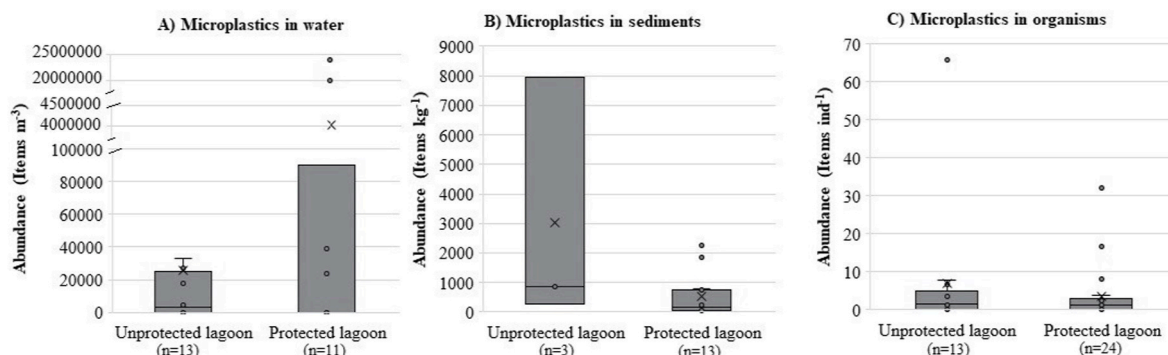 A) Microplastics in water
Abundance (Items m-3)
25000000
20000000
4500000
4000000
100000
80000
60000
40000
20000
0
Unprotected lagoon
(n=13)
Protected lagoon
(n=11)
B) Microplastics in sediments
Abundance (Items kg-1)
9000
8000
7000
6000
5000
4000
3000
2000
1000
0
Unprotected lagoon
(n=3)
Protected lagoon
(n=13)
C) Microplastics in organisms
Abundance (Items ind-1)
70
60
50
40
30
20
10
0
Unprotected lagoon
(n=13)
Protected lagoon
(n=24)